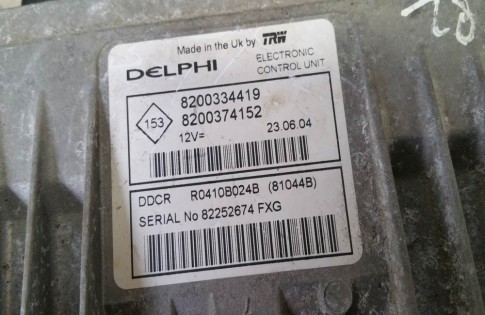 Made in the Uk by TRW
DELPHI
ELECTRONIC
CONTROL UNIT
153
8200334419
8200374152
12V=
23.06.04
DDCR R0410B024B (81044B)
SERIAL No 82252674 FXG